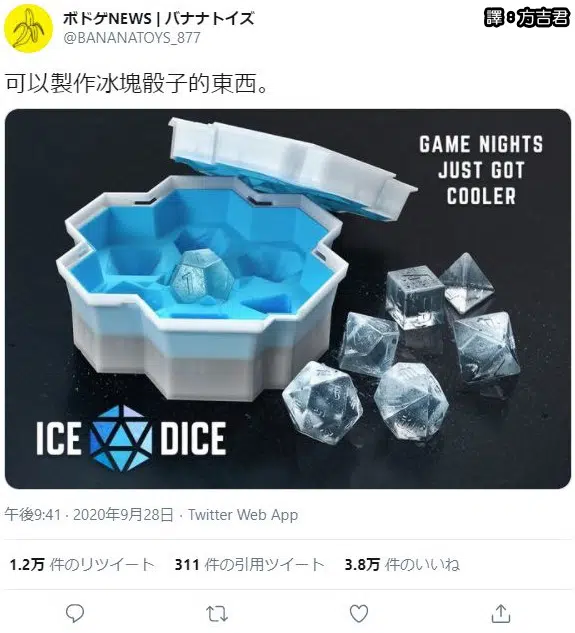 ボドゲNEWS | バナナトイズ
@BANANATOYS_877
譯:方吉君
可以製作冰塊骰子的東西。
GAME NIGHTS
JUST GOT
COOLER
ICE DICE
午後9:41 · 2020年9月28日 · Twitter Web App
1.2万 件のリツイート 311 件の引用ツイート 3.8万 件のいいね